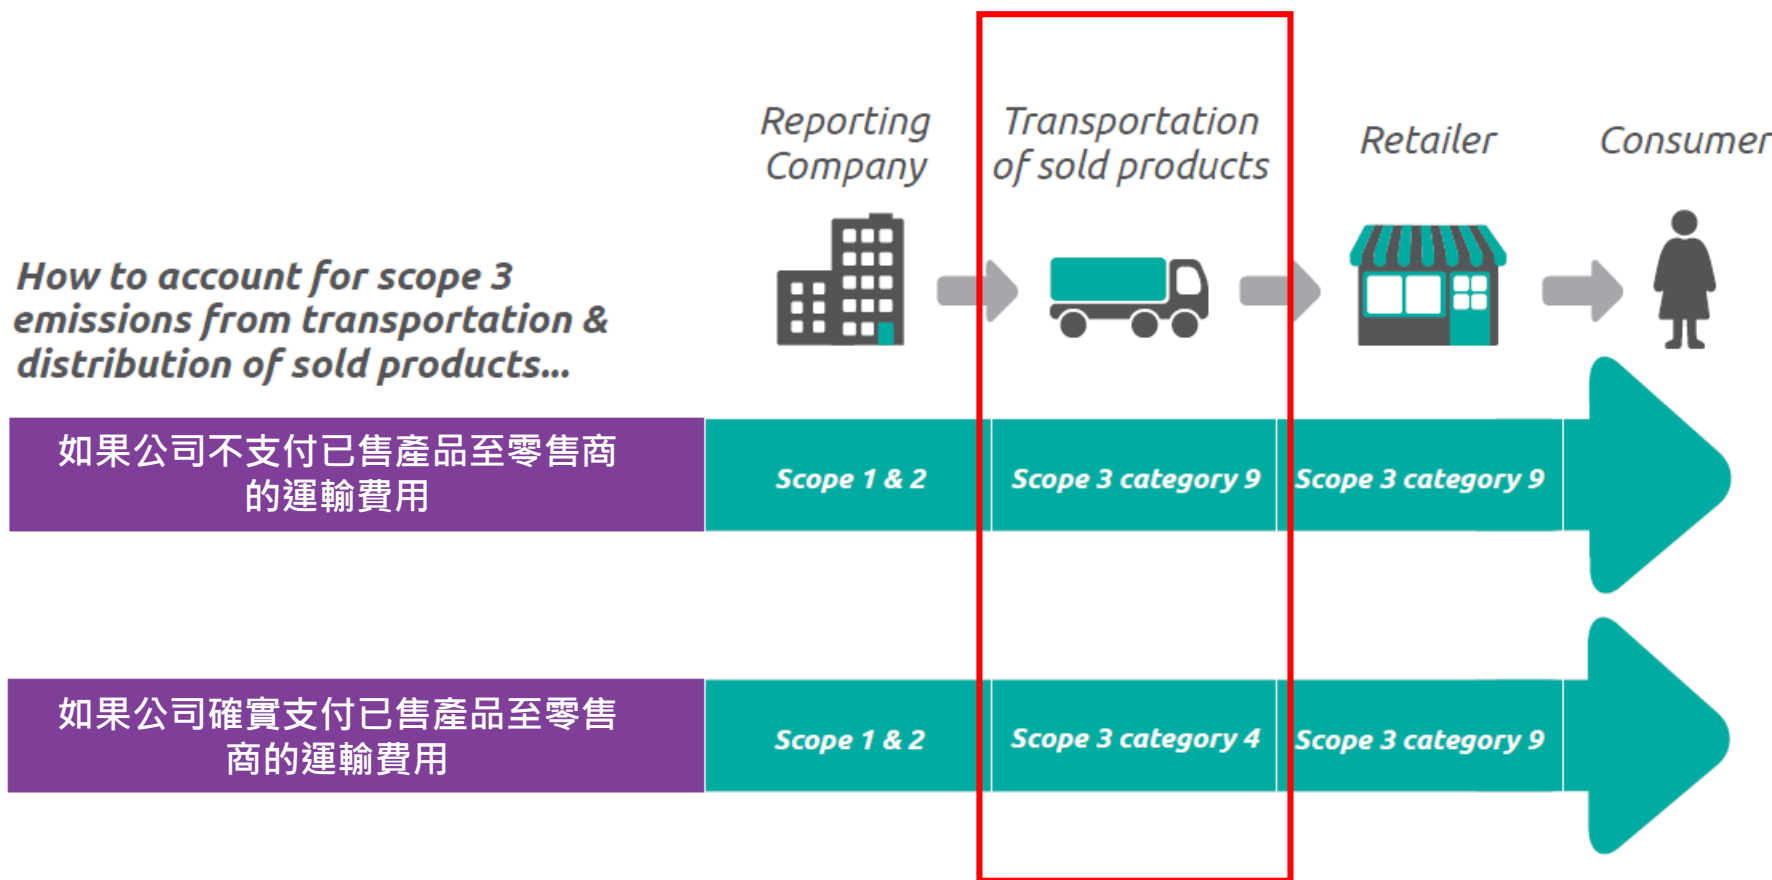 Reporting
Company
Transportation
of sold products
Retailer
Consumer
How to account for scope 3
emissions from transportation &
distribution of sold products...
如果公司不支付已售產品至零售商
的運輸費用
Scope 1 & 2
Scope 3 category 9
Scope 3 category 9
如果公司確實支付已售產品至零售
商的運輸費用
Scope 1 & 2
Scope 3 category 4
Scope 3 category 9